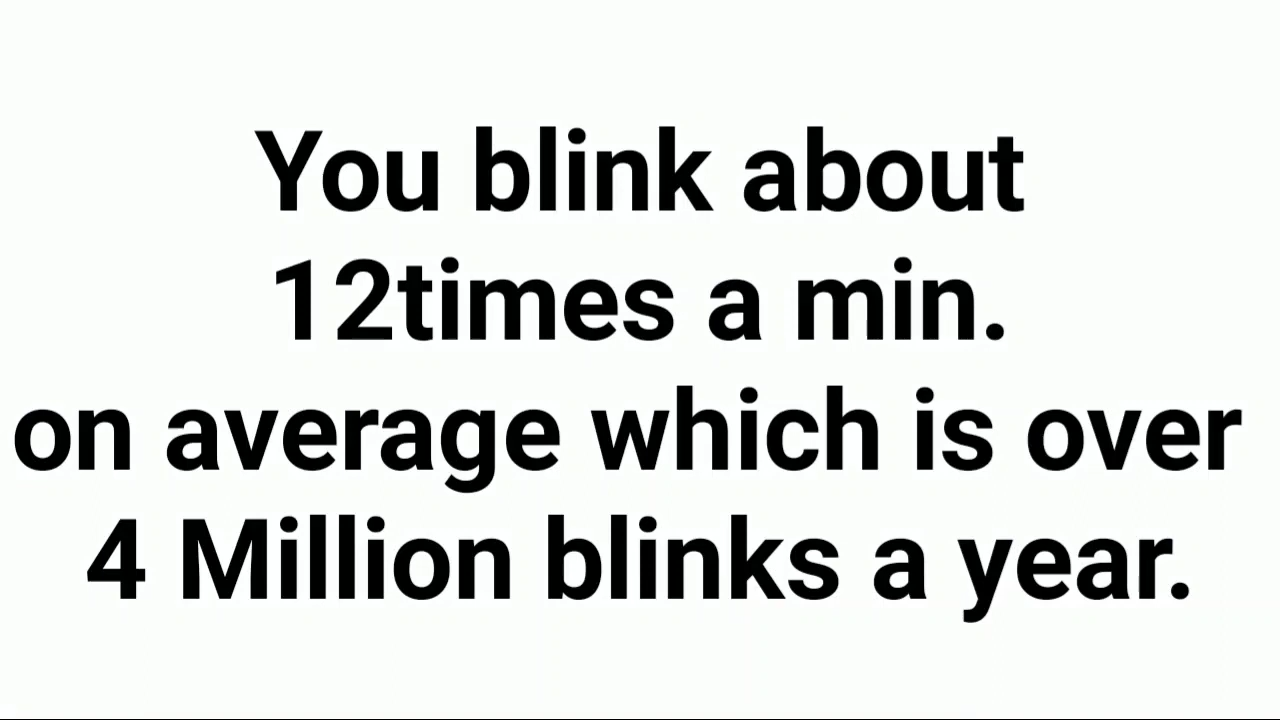 You blink about
12times a min.
on average which is over
4 Million blinks a year.